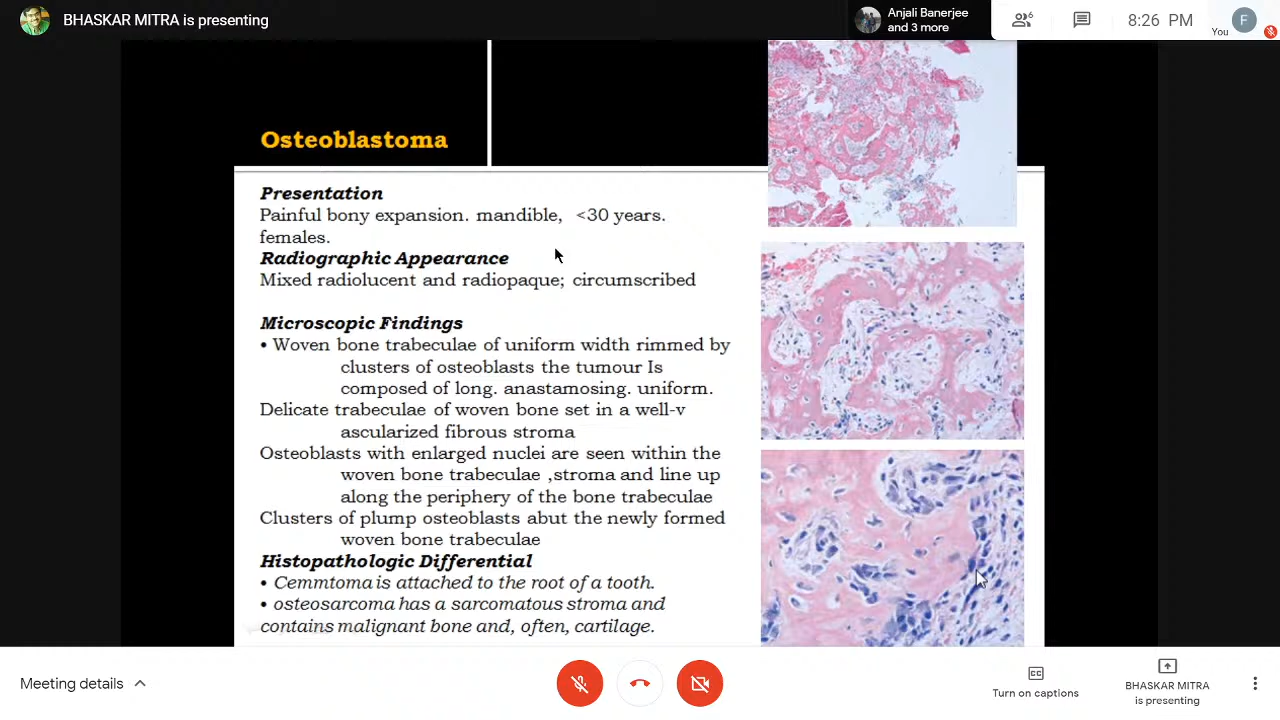 BHASKAR MITRA is presenting
Anjali Banerjee
and 3 more
6
8:26 PM
You
F
Osteoblastoma
Presentation
Painful bony expansion. mandible, <30 years.
females.
Radiographic Appearance
Mixed radiolucent and radiopaque; circumscribed
Microscopic Findings
• Woven bone trabeculae of uniform width rimmed by
clusters of osteoblasts the tumour Is
composed of long. anastamosing. uniform.
Delicate trabeculae of woven bone set in a well-v
ascularized fibrous stroma
Osteoblasts with enlarged nuclei are seen within the
woven bone trabeculae ,stroma and line up
along the periphery of the bone trabeculae
Clusters of plump osteoblasts abut the newly formed
woven bone trabeculae
Histopathologic Differential
• Cemmtoma is attached to the root of a tooth.
• osteosarcoma has a sarcomatous stroma and
contains malignant bone and, often, cartilage.
Meeting details
CC
Turn on captions
BHASKAR MITRA
is presenting